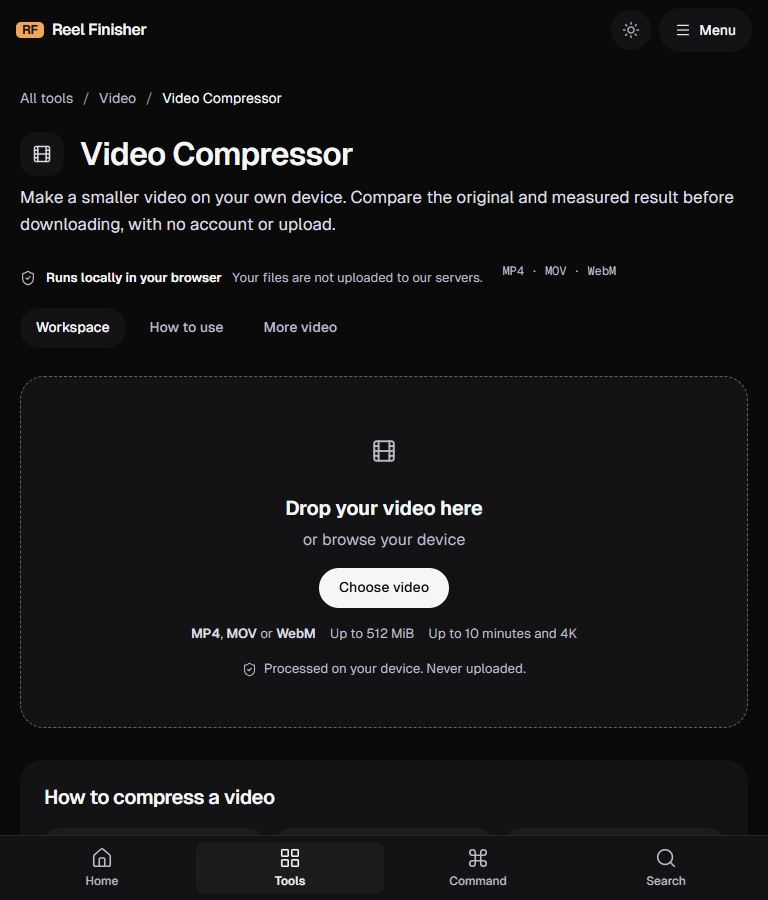 RF Reel Finisher
Menu
All tools / Video / Video Compressor
Video Compressor
Make a smaller video on your own device. Compare the original and measured result before
downloading, with no account or upload.
Runs locally in your browser Your files are not uploaded to our servers. MP4 · MOV · WebM
Workspace How to use More video
Drop your video here
or browse your device
Choose video
MP4, MOV or WebM Up to 512 MiB Up to 10 minutes and 4K
Processed on your device. Never uploaded.
How to compress a video
Home Tools Command Search